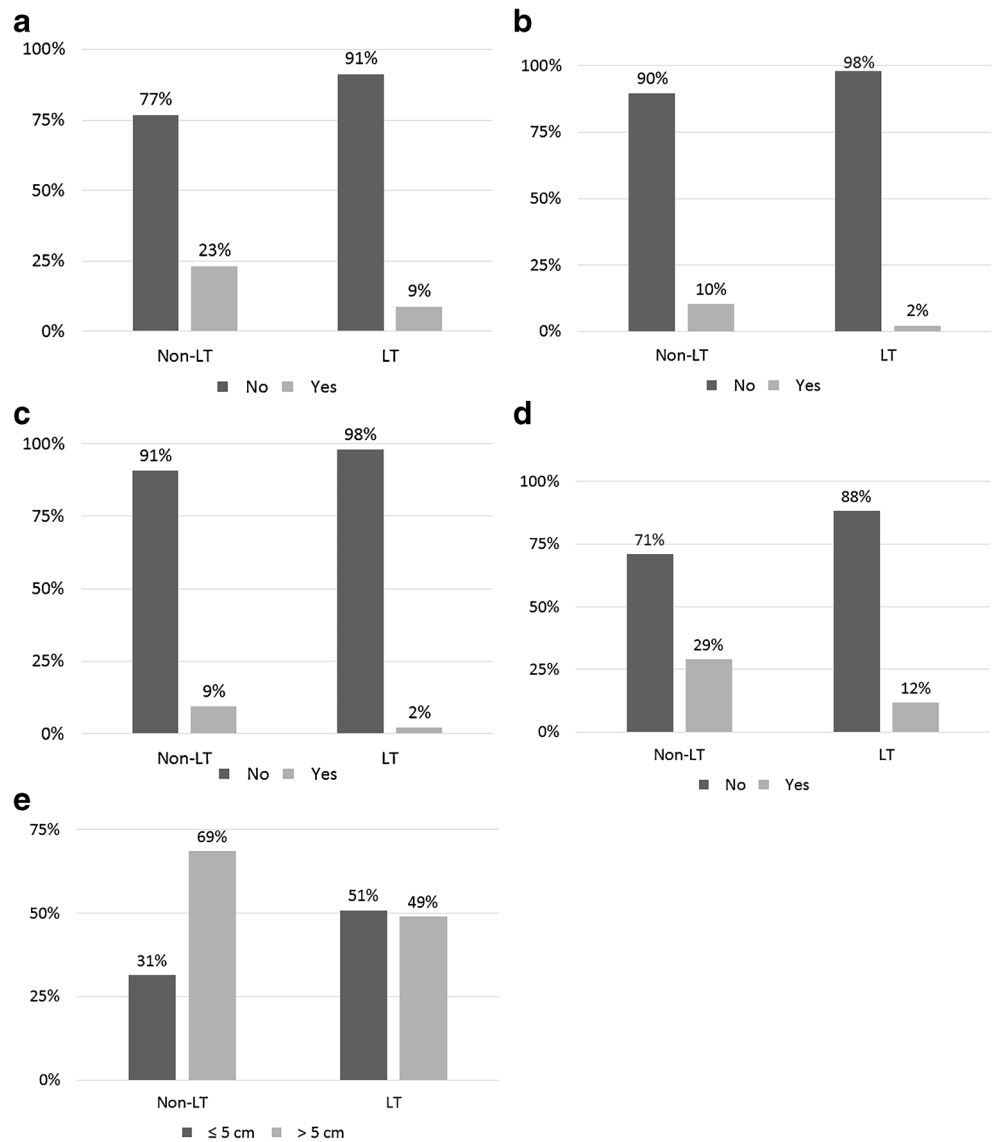 a
100%
91%
77%
75%
50%
25%
23%
9%
0%
Non-LT LT
No Yes
b
100%
98%
90%
75%
50%
25%
10%
2%
0%
Non-LT LT
No Yes
c
100%
98%
91%
75%
50%
25%
9%
2%
0%
Non-LT LT
No Yes
d
100%
88%
71%
75%
50%
29%
25%
12%
0%
Non-LT LT
No Yes
e
75%
69%
51%
49%
50%
31%
25%
0%
Non-LT LT
≤ 5 cm > 5 cm